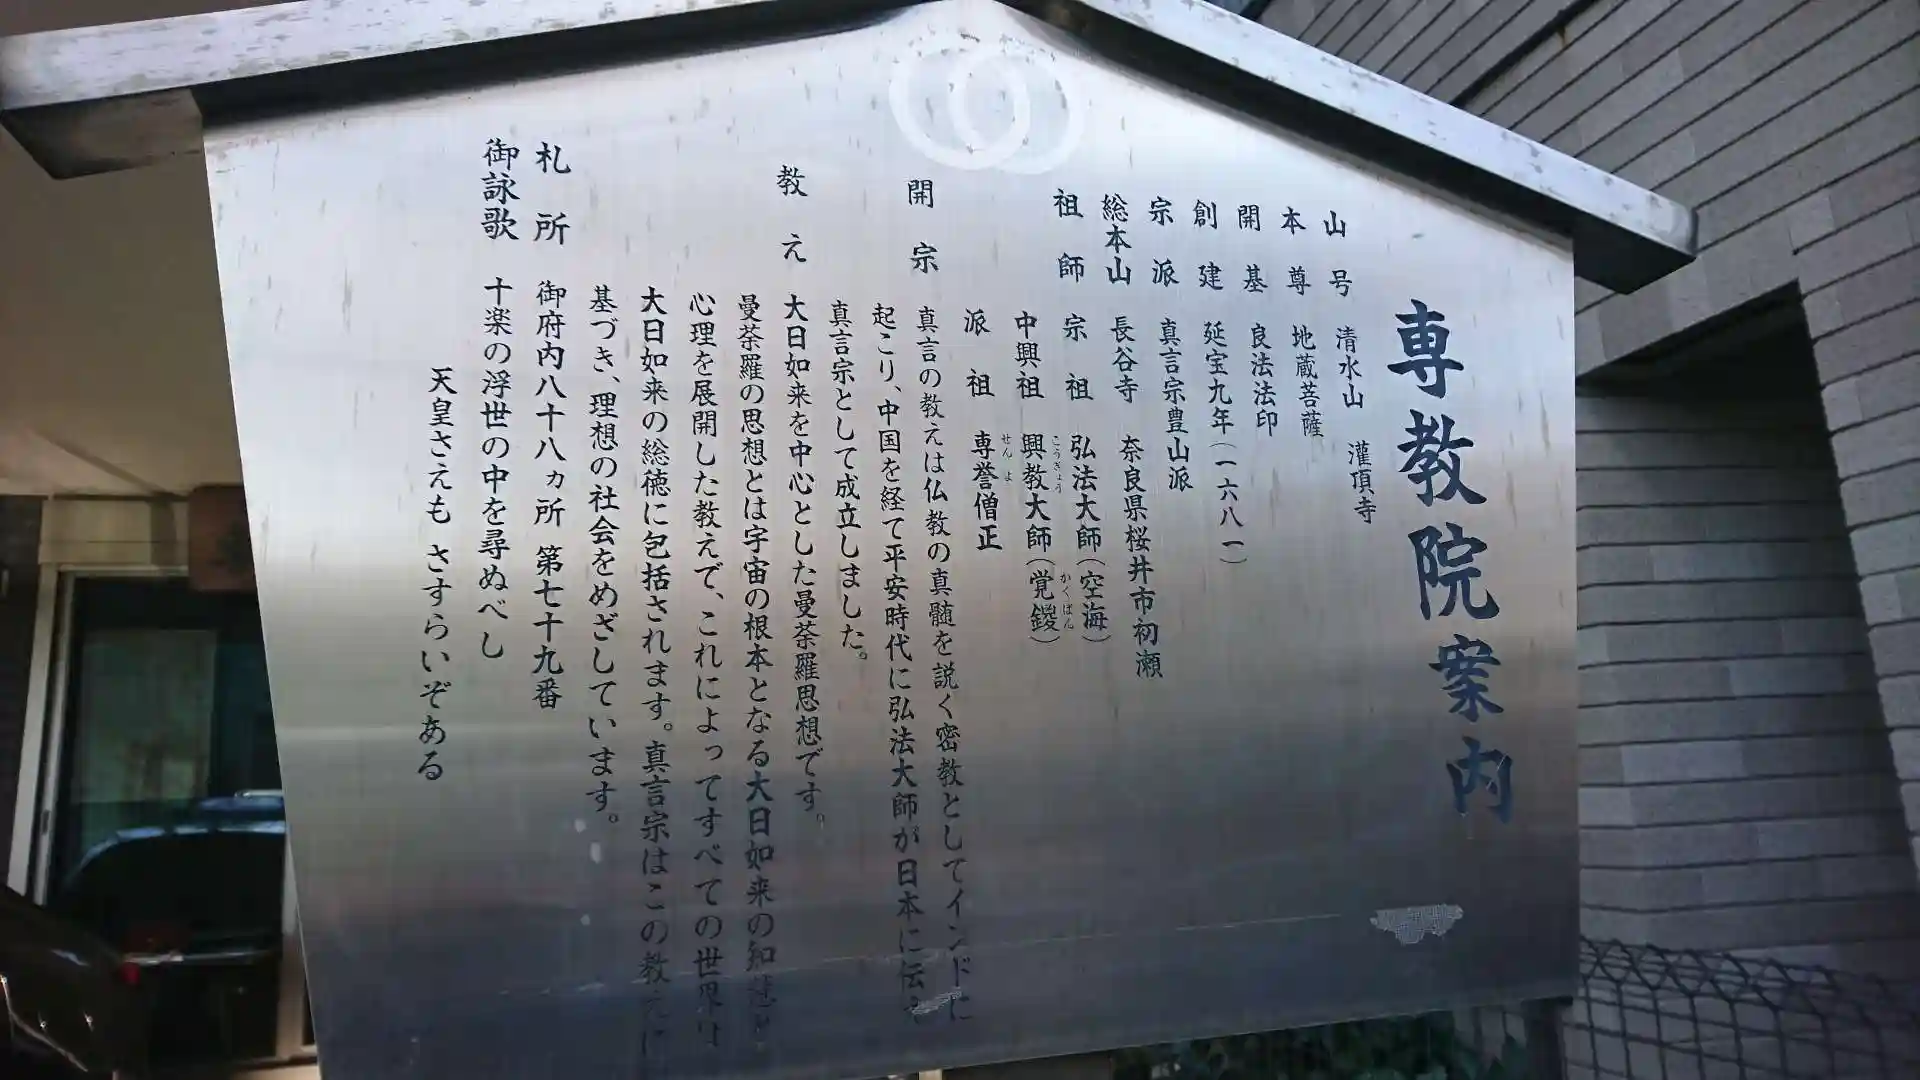 専教院案内
山号 清水山 灌頂寺
本尊 地蔵菩薩
開基 良法法印
創建 延宝九年(一六八一)
宗派 真言宗豊山派
総本山 長谷寺 奈良県桜井市初瀬
祖師 宗祖 弘法大師(空海)
中興祖 興教大師(覚鑁)
こうぎょう かくばん
派祖 専誉僧正
せんよ
開宗 真言の教えは仏教の真髄を説く密教としてインドに
起こり、中国を経て平安時代に弘法大師が日本に伝え
真言宗として成立しました。
教え 大日如来を中心とした曼荼羅思想です。
曼荼羅の思想とは宇宙の根本となる大日如来の知慧と
心理を展開した教えで、これによってすべての世界は
大日如来の総徳に包括されます。真言宗はこの教えに
基づき、理想の社会をめざしています。
札所 御府内八十八ヵ所 第七十九番
御詠歌 十楽の浮世の中を尋ぬべし
天皇さえも さすらいぞある